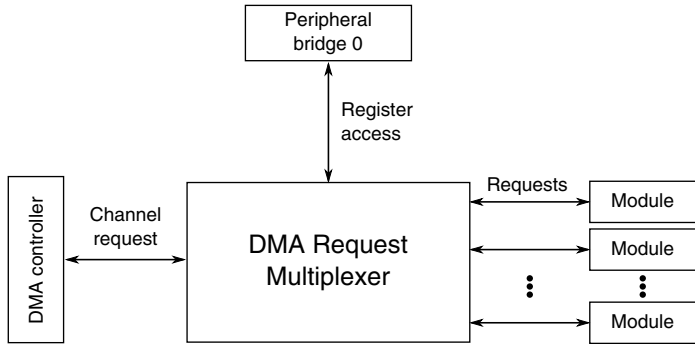 Peripheral
bridge 0
Register
access
DMA controller
Channel
request
DMA Request
Multiplexer
Requests
Module
Module
Module